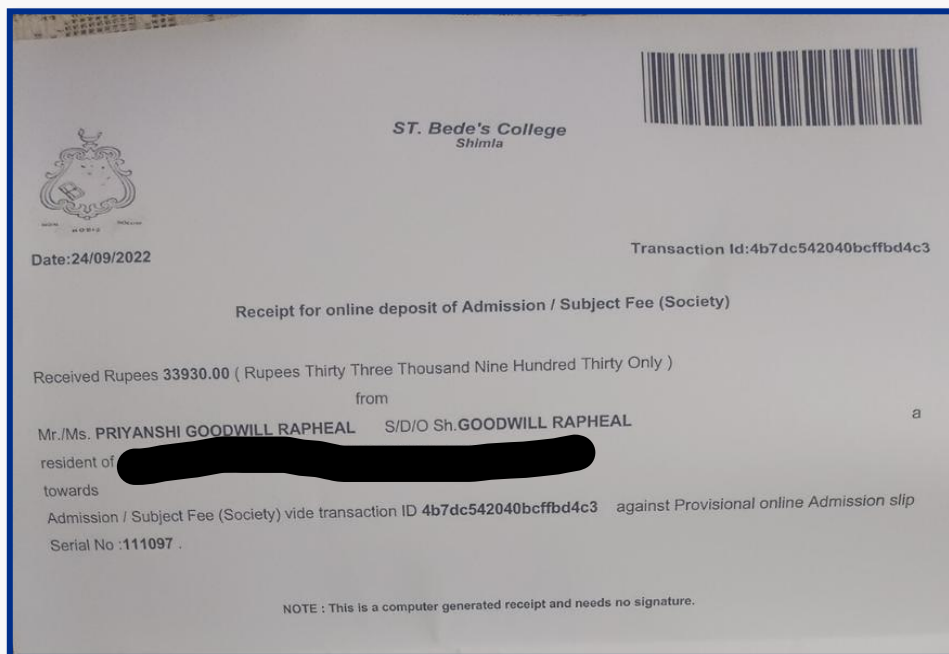 ST. Bede's College
Shimla
Date:24/09/2022
Transaction Id:4b7dc542040bcffbd4c3
Receipt for online deposit of Admission / Subject Fee (Society)
Received Rupees 33930.00 ( Rupees Thirty Three Thousand Nine Hundred Thirty Only )
from
Mr./Ms. PRIYANSHI GOODWILL RAPHEAL S/D/O Sh.GOODWILL RAPHEAL a
resident of
towards
Admission / Subject Fee (Society) vide transaction ID 4b7dc542040bcffbd4c3 against Provisional online Admission slip
Serial No :111097 .
NOTE : This is a computer generated receipt and needs no signature.